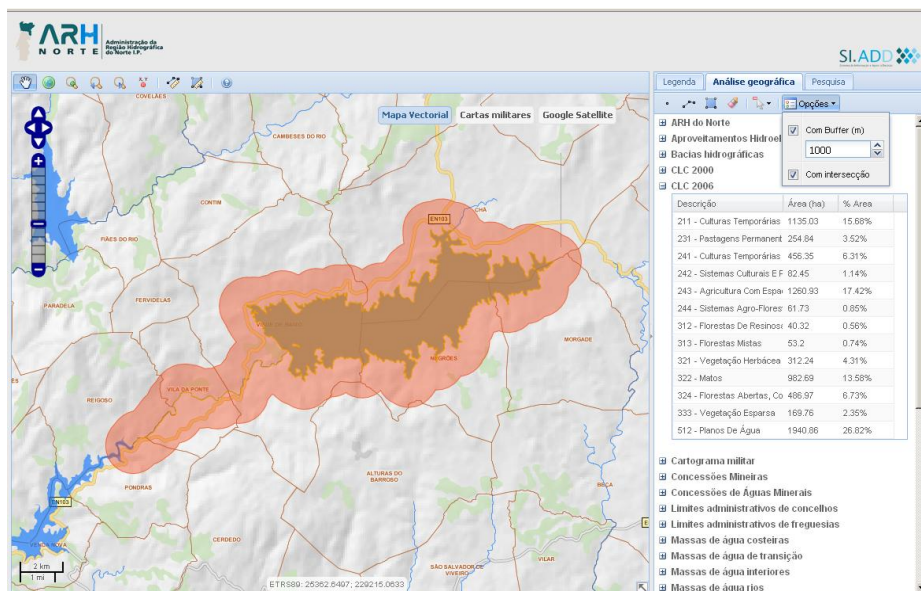 ARH
NORTE
Administração da
Região Hidrográfica
do Norte I.P.
SI.ADD
Legenda
Análise geográfica
Pesquisa
X,Y
Opções
Mapa Vectorial
Cartas militares
Google Satellite
COVELÃES
CAMBESES DO RIO
CONTIM
FIÃES DO RIO
PARADELA
FERVIDELAS
EN103
CHÃ
MORGADE
NEGRÕES
VILA DA PONTE
REIGOSO
PONDRAS
EN103
ALTURAS DO
BARROSO
BEÇA
VENDA NOVA
CERDEDO
VILAR
SÃO SALVADOR DE
VIVEIRO
2 km
1 mi
ETRS89: 25362.6497; 229215.0633
Com Buffer (m)
1000
Com intersecção
ARH do Norte
Aproveitamentos Hidroel
Bacias hidrográficas
CLC 2000
CLC 2006
Descrição Área (ha) % Area
211 - Culturas Temporárias 1135.03 15.68%
231 - Pastagens Permanent 254.84 3.52%
241 - Culturas Temporárias 456.35 6.31%
242 - Sistemas Culturais E P 82.45 1.14%
243 - Agricultura Com Espa 1260.93 17.42%
244 - Sistemas Agro-Flores 61.73 0.85%
312 - Florestas De Resinosa 40.32 0.56%
313 - Florestas Mistas 53.2 0.74%
321 - Vegetação Herbácea 312.24 4.31%
322 - Matos 982.69 13.58%
324 - Florestas Abertas, Co 486.97 6.73%
333 - Vegetação Esparsa 169.76 2.35%
512 - Planos De Água 1940.86 26.82%
Cartograma militar
Concessões Mineiras
Concessões de Águas Minerais
Limites administrativos de concelhos
Limites administrativos de freguesias
Massas de água costeiras
Massas de água de transição
Massas de água interiores
Massas de água rios